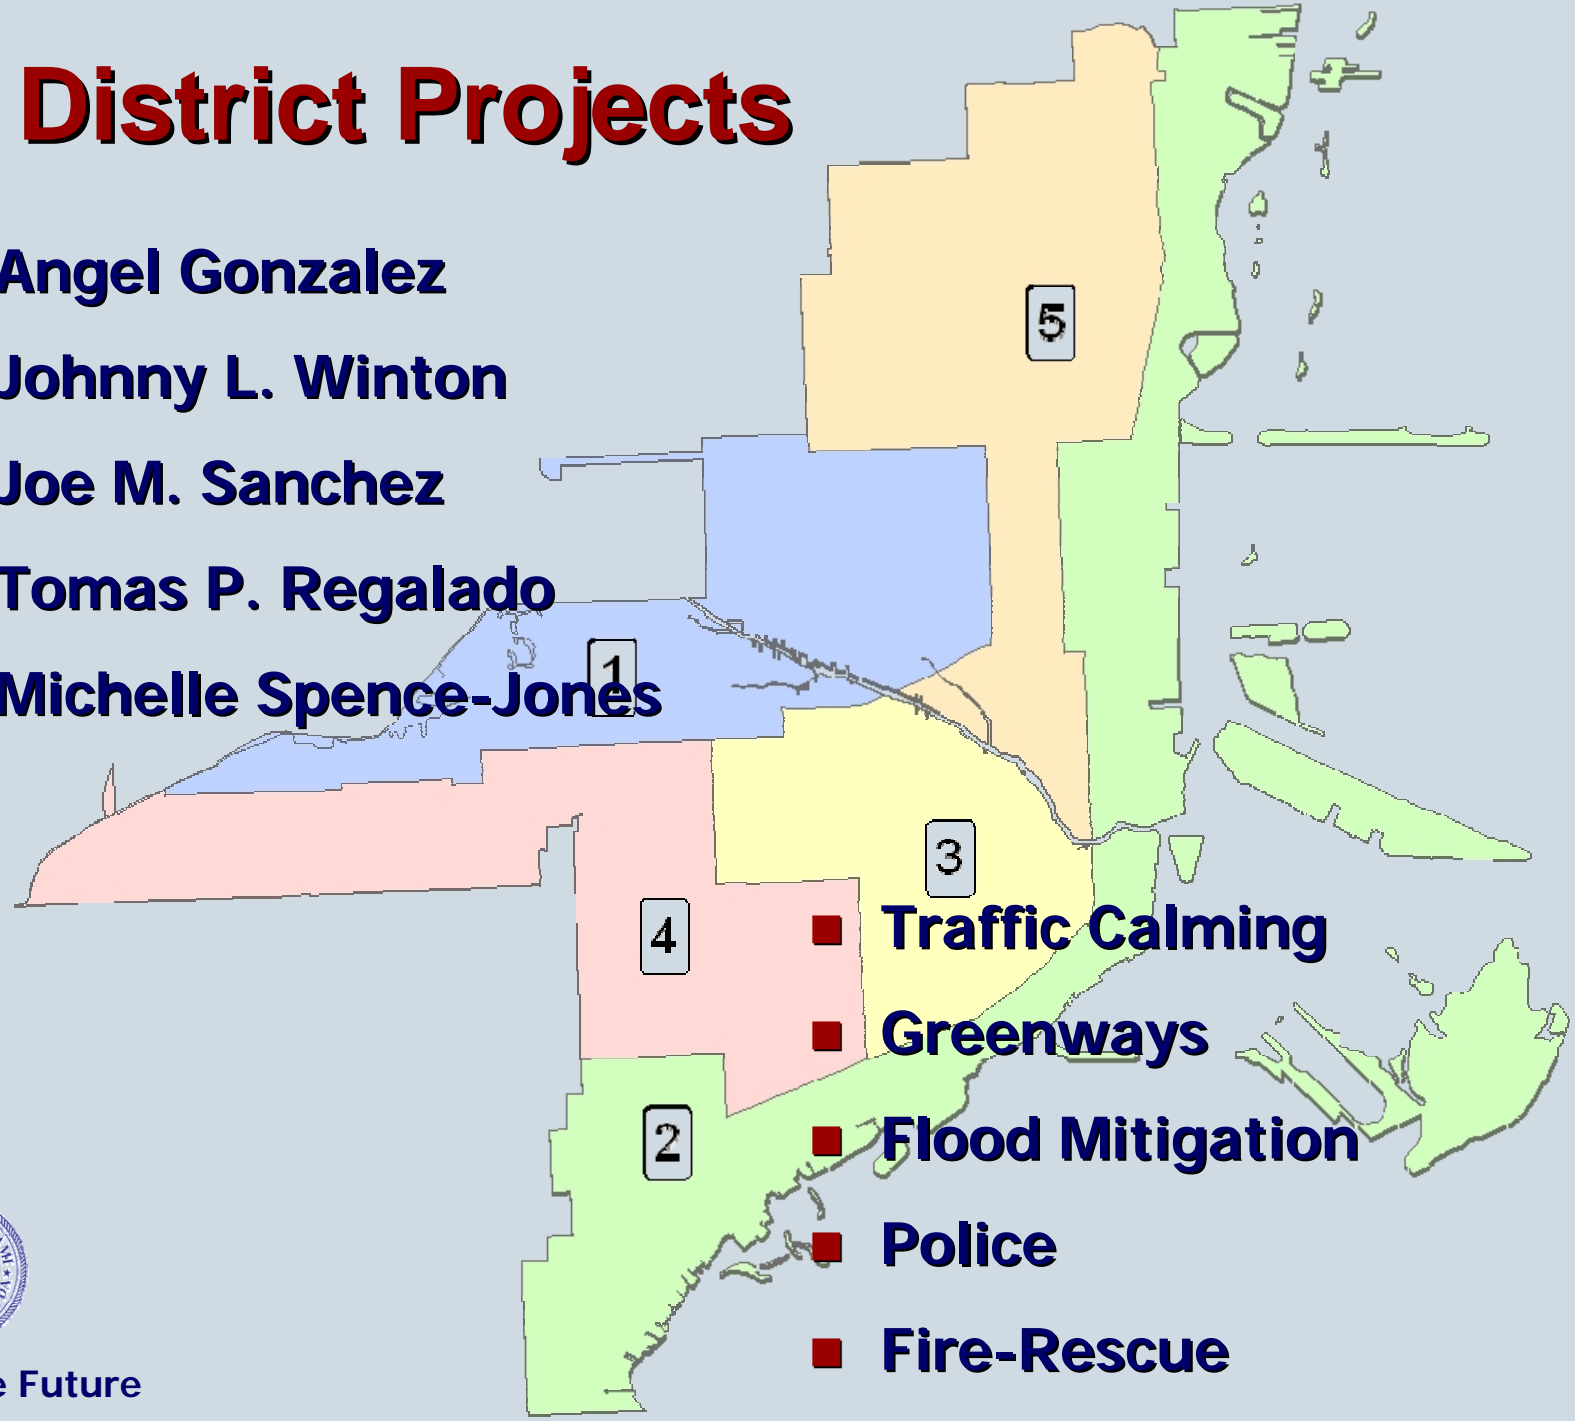 District Projects
Angel Gonzalez
Johnny L. Winton
Joe M. Sanchez
Tomas P. Regalado
Michelle Spence-Jones
5
1
3
4
2
Traffic Calming
Greenways
Flood Mitigation
Police
Fire-Rescue
e Future